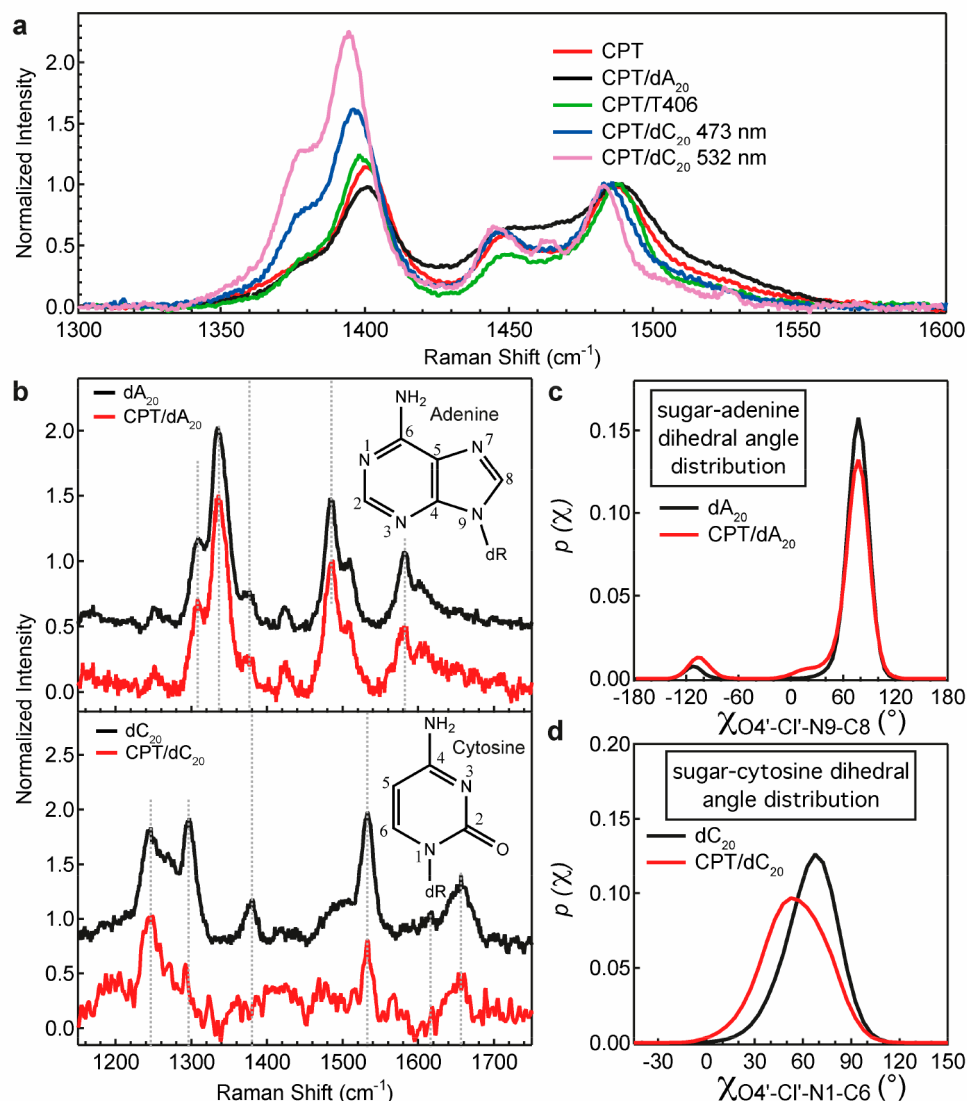 a
Normalized Intensity
2.0
1.5
1.0
0.5
0.0
CPT
CPT/dA20
CPT/T406
CPT/dC20 473 nm
CPT/dC20 532 nm
1300 1350 1400 1450 1500 1550 1600
Raman Shift (cm-1)
b
Normalized Intensity
dA20
CPT/dA20
2.0
1.5
1.0
0.5
0.0
NH2
Adenine
6
N1
5
N7
8
2
4
N3
9
N
dR
dC20
CPT/dC20
2.5
2.0
1.5
1.0
0.5
0.0
NH2
Cytosine
4
5
N3
6
2
1
N
O
dR
1200 1300 1400 1500 1600 1700
Raman Shift (cm-1)
c
p (χ)
0.15
0.10
0.05
0.00
sugar-adenine
dihedral angle
distribution
dA20
CPT/dA20
-180 -120 -60 0 60 120 180
χO4'-Cl'-N9-C8 (°)
d
p (χ)
0.20
0.15
0.10
0.05
0.00
sugar-cytosine dihedral
angle distribution
dC20
CPT/dC20
-30 0 30 60 90 120
χO4'-Cl'-N1-C6 (°)